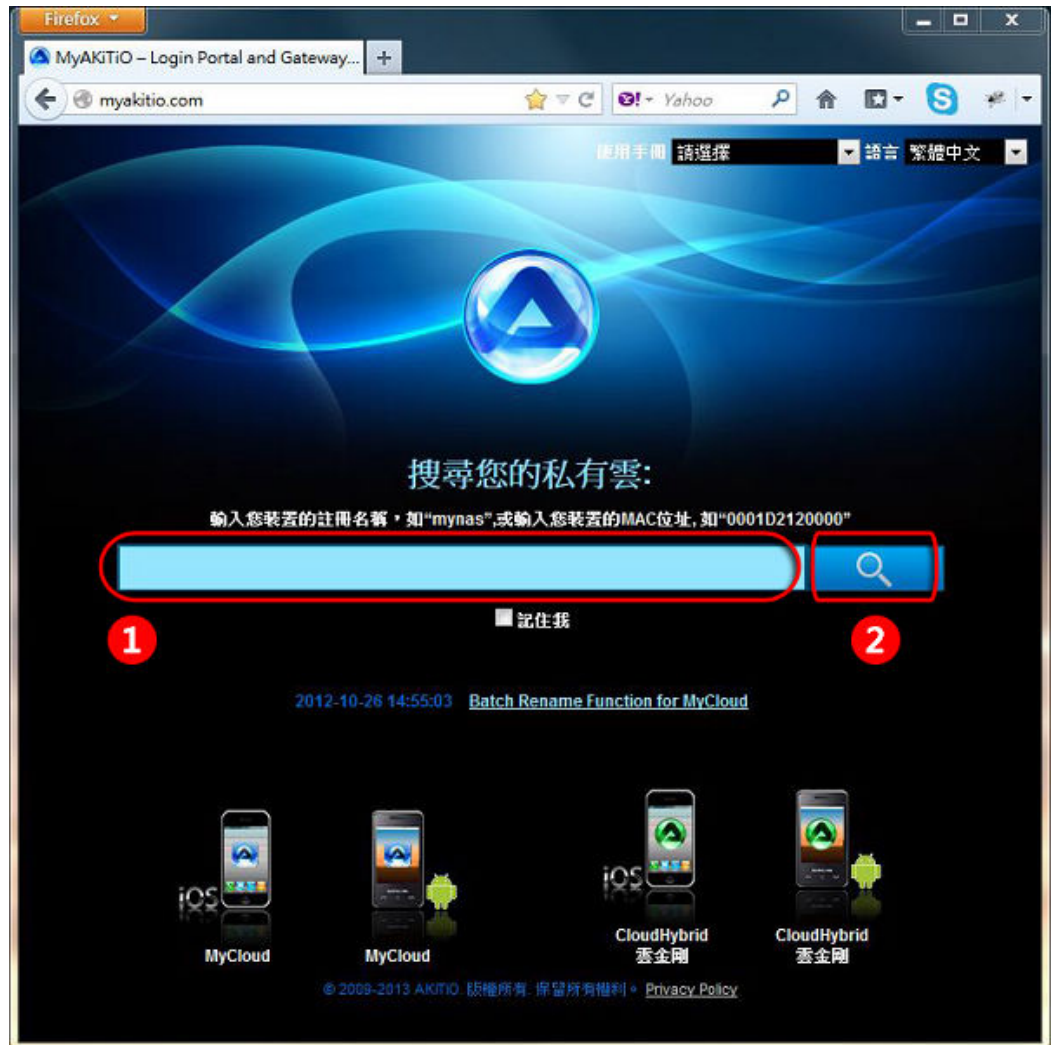 Firefox
MyAKiTiO – Login Portal and Gateway...
myakitio.com
Yahoo
使用手冊 請選擇 語言 繁體中文
搜尋您的私有雲:
輸入您裝置的註冊名稱，如“mynas”,或輸入您裝置的MAC位址, 如“0001D2120000”
記住我
1
2
2012-10-26 14:55:03 Batch Rename Function for MyCloud
iOS
iOS
MyCloud
MyCloud
CloudHybrid
雲金剛
CloudHybrid
雲金剛
© 2009-2013 AKiTiO. 版權所有. 保留所有權利。 Privacy Policy